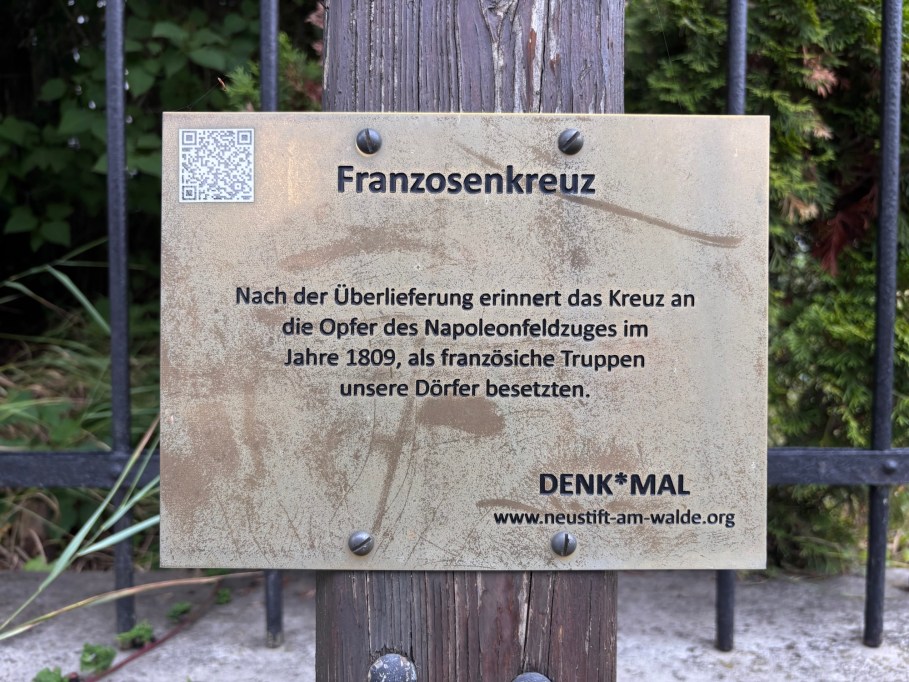 Franzosenkreuz
Nach der Überlieferung erinnert das Kreuz an
die Opfer des Napoleonfeldzuges im
Jahre 1809, als französiche Truppen
unsere Dörfer besetzten.
DENK*MAL
www.neustift-am-walde.org